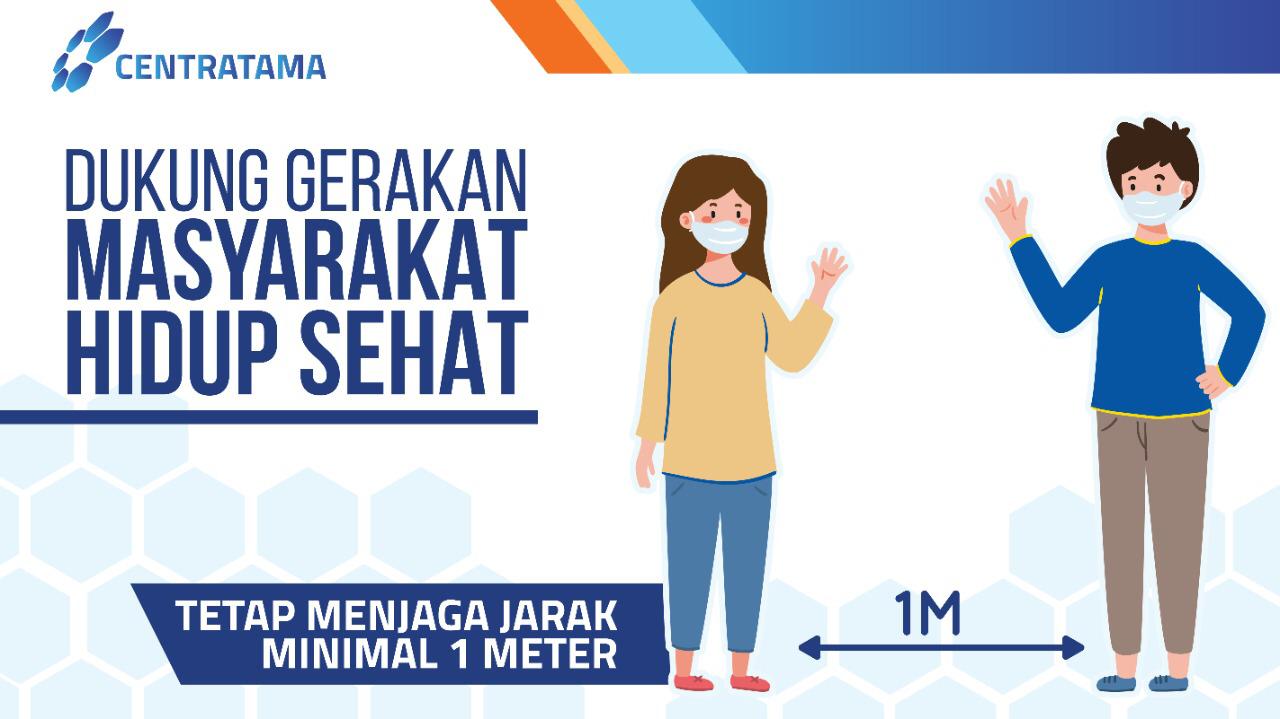 CENTRATAMA
DUKUNG GERAKAN
MASYARAKAT
HIDUP SEHAT
TETAP MENJAGA JARAK
MINIMAL 1 METER
1M